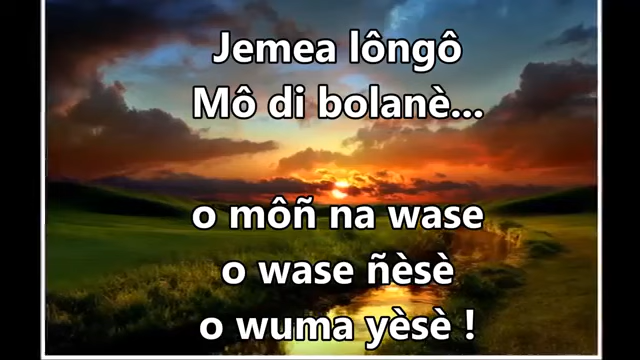 Jemea lôngô
Mô di bolanè...
o môñ na wase
o wase ñèsè
o wuma yèsè !